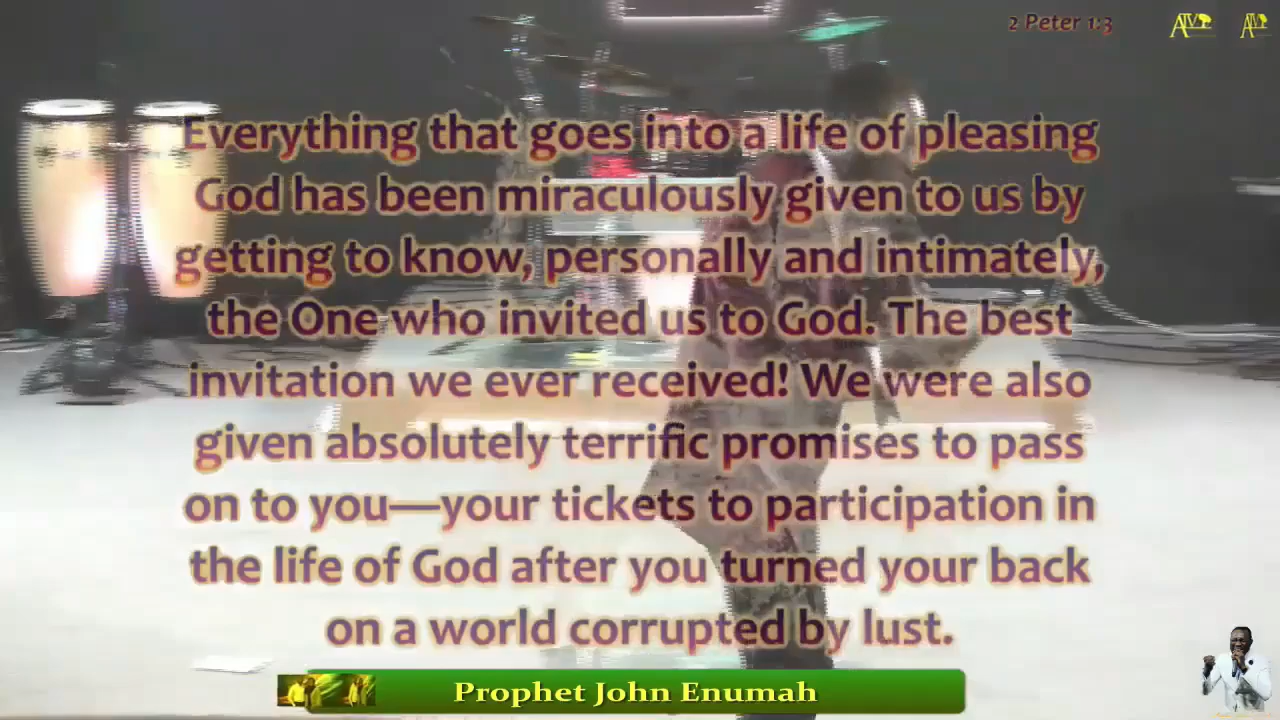 2 Peter 1:3
ATV
ATV
Everything that goes into a life of pleasing
God has been miraculously given to us by
getting to know, personally and intimately,
the One who invited us to God. The best
invitation we ever received! We were also
given absolutely terrific promises to pass
on to you—your tickets to participation in
the life of God after you turned your back
on a world corrupted by lust.
Prophet John Enumah